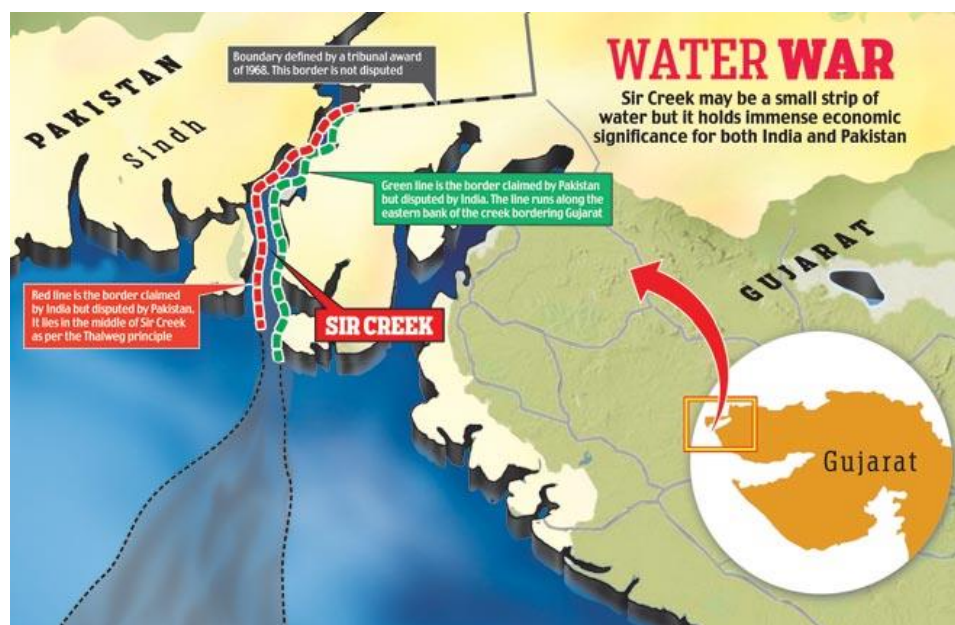 WATER WAR
Sir Creek may be a small strip of
water but it holds immense economic
significance for both India and Pakistan
PAKISTAN
Sindh
Boundary defined by a tribunal award
of 1968. This border is not disputed
Green line is the border claimed by Pakistan
but disputed by India. The line runs along the
eastern bank of the creek bordering Gujarat
GUJARAT
Red line is the border claimed
by India but disputed by Pakistan.
It lies in the middle of Sir Creek
as per the Thalweg principle
SIR CREEK
Gujarat